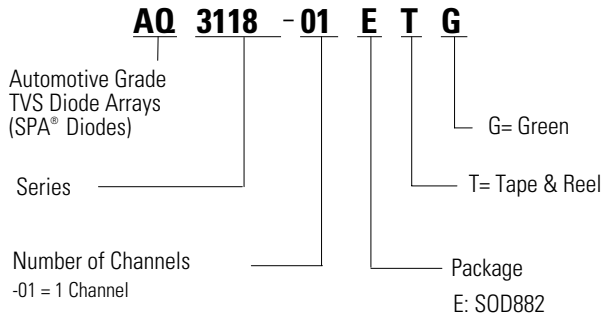 AQ 3118 -01 E T G
Automotive Grade
TVS Diode Arrays
(SPA® Diodes)
G= Green
Series
T= Tape & Reel
Number of Channels
-01 = 1 Channel
Package
E: SOD882